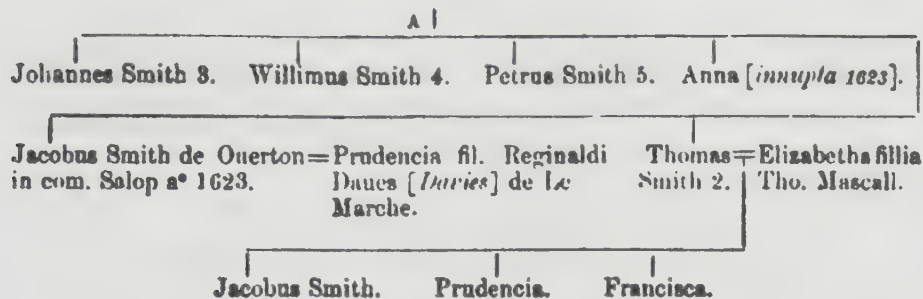 A
Johannes Smith 3. Willimus Smith 4. Petrus Smith 5. Anna [innupta 1623].
Jacobus Smith de Ouerton=Prudencia fil. Reginaldi Thomas=Elizabetha fillia
in com. Salop aº 1623. Daues [Davies] de Le Smith 2. Tho. Mascall.
Marche.
Jacobus Smith. Prudencia. Francisca.